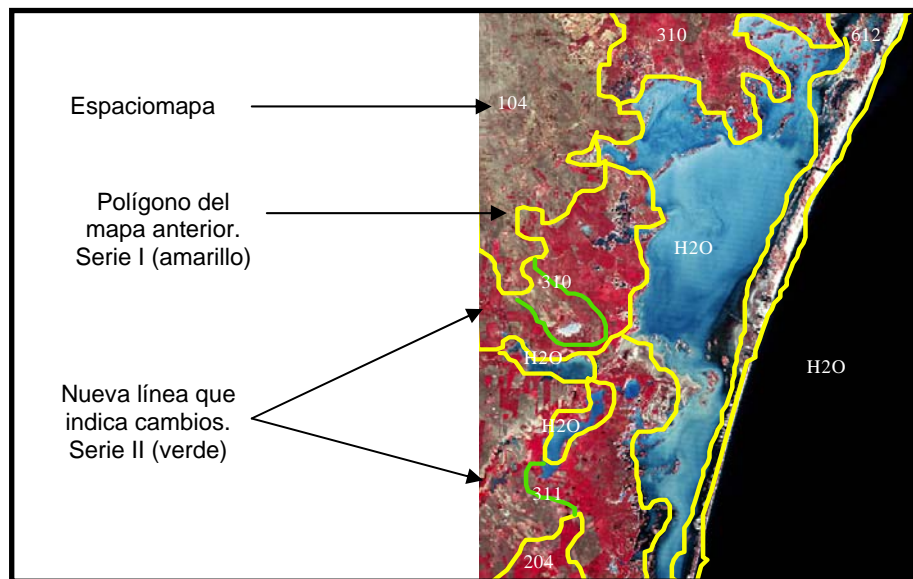 Espaciomapa
Polígono del
mapa anterior.
Serie I (amarillo)
Nueva línea que
indica cambios.
Serie II (verde)
310
612
104
H2O
310
H2O
H2O
H2O
311
204